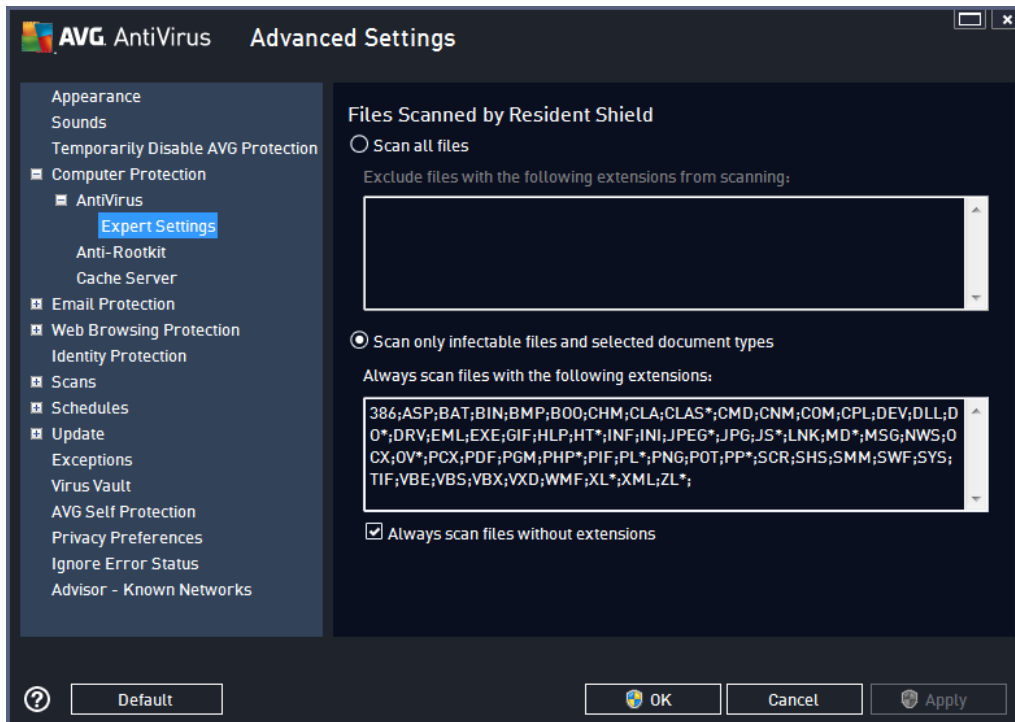 AVG AntiVirus Advanced Settings
Appearance
Sounds
Temporarily Disable AVG Protection
Computer Protection
AntiVirus
Expert Settings
Anti-Rootkit
Cache Server
Email Protection
Web Browsing Protection
Identity Protection
Scans
Schedules
Update
Exceptions
Virus Vault
AVG Self Protection
Privacy Preferences
Ignore Error Status
Advisor - Known Networks
Files Scanned by Resident Shield
Scan all files
Exclude files with the following extensions from scanning:
Scan only infectable files and selected document types
Always scan files with the following extensions:
386;ASP;BAT;BIN;BMP;BOO;CHM;CLA;CLAS*;CMD;CNM;COM;CPL;DEV;DLL;D
O*;DRV;EML;EXE;GIF;HLP;HT*;INF;INI;JPEG*;JPG;JS*;LNK;MD*;MSG;NWS;O
CX;OV*;PCX;PDF;PGM;PHP*;PIF;PL*;PNG;POT;PP*;SCR;SHS;SMM;SWF;SYS;
TIF;VBE;VBS;VBX;VXD;WMF;XL*;XML;ZL*;
Always scan files without extensions
Default
OK
Cancel
Apply